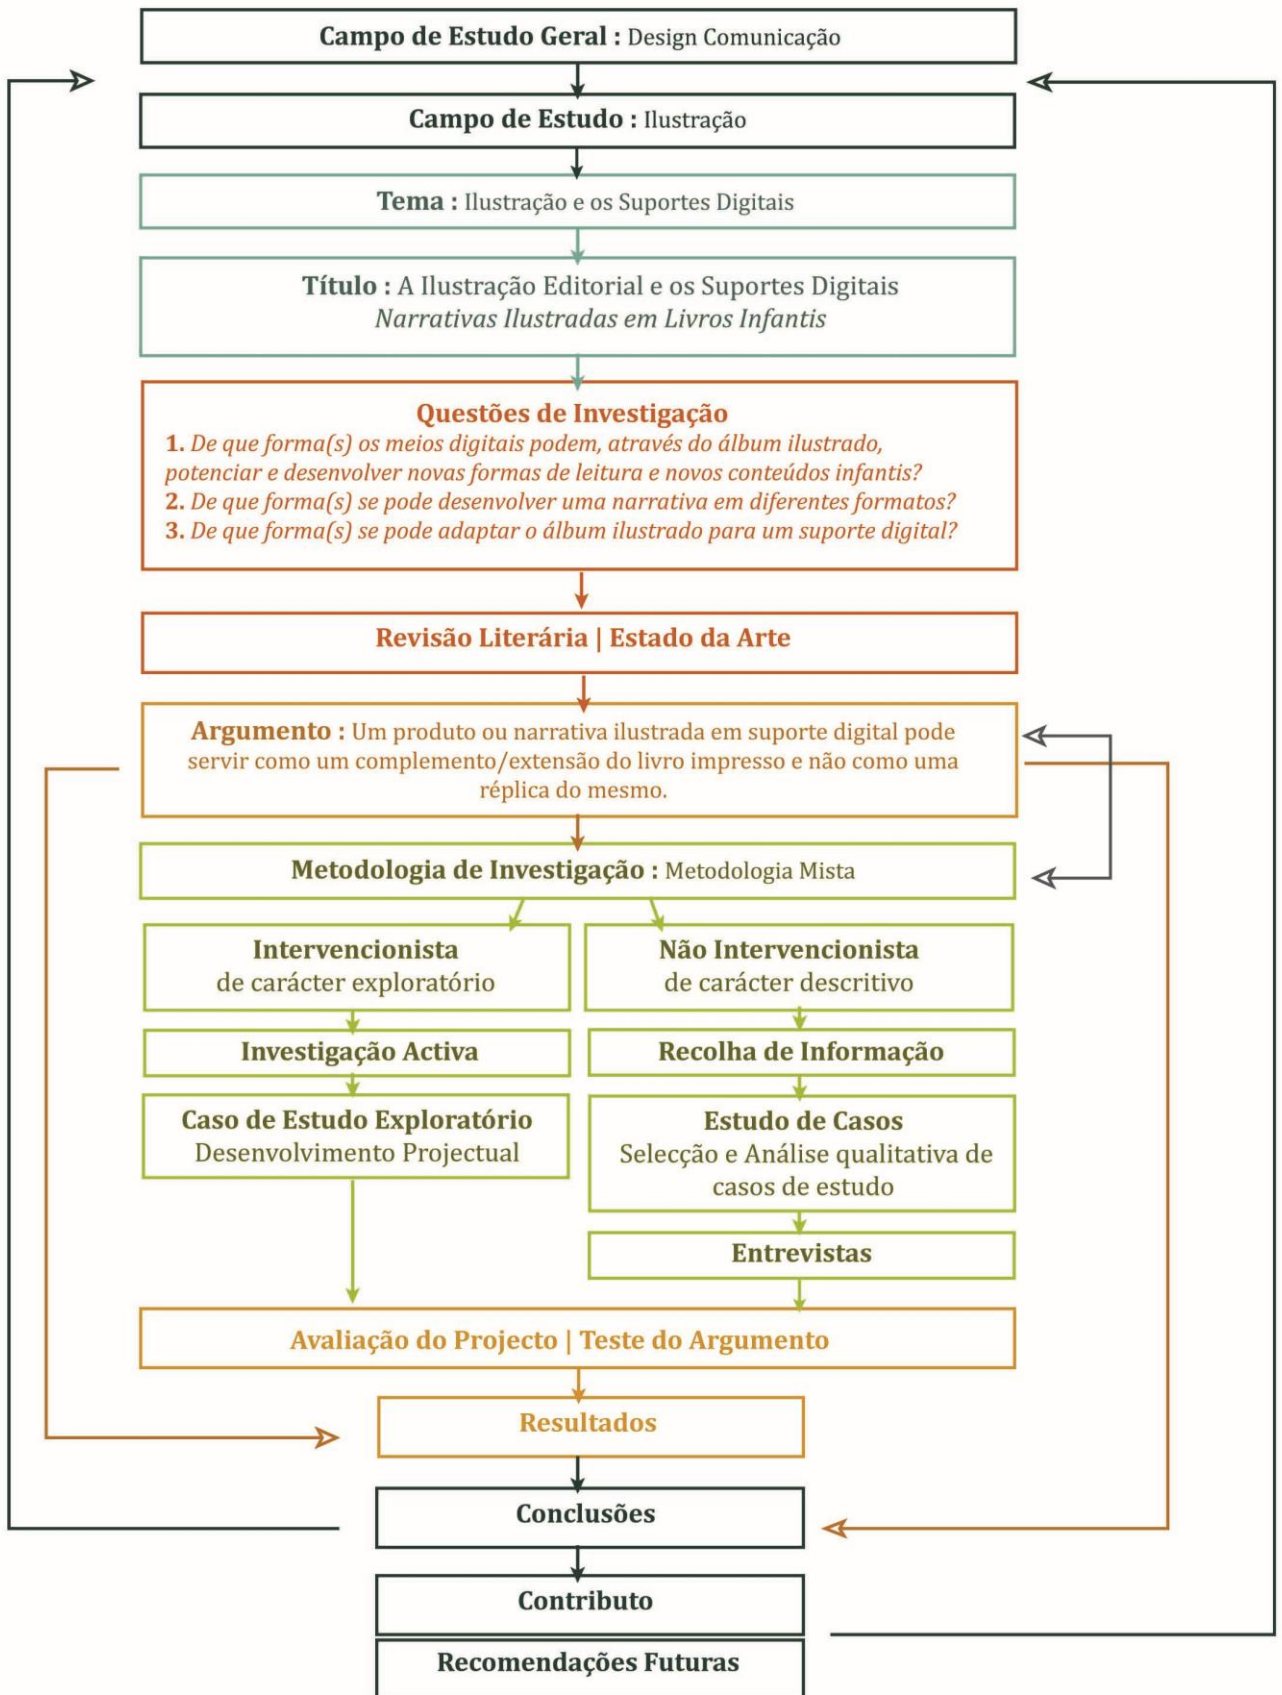 Campo de Estudo Geral : Design Comunicação
Campo de Estudo : Ilustração
Tema : Ilustração e os Suportes Digitais
Título : A Ilustração Editorial e os Suportes Digitais
Narrativas Ilustradas em Livros Infantis
Questões de Investigação
1. De que forma(s) os meios digitais podem, através do álbum ilustrado,
potenciar e desenvolver novas formas de leitura e novos conteúdos infantis?
2. De que forma(s) se pode desenvolver uma narrativa em diferentes formatos?
3. De que forma(s) se pode adaptar o álbum ilustrado para um suporte digital?
Revisão Literária | Estado da Arte
Argumento : Um produto ou narrativa ilustrada em suporte digital pode
servir como um complemento/extensão do livro impresso e não como uma
réplica do mesmo.
Metodologia de Investigação : Metodologia Mista
Intervencionista
de carácter exploratório
Investigação Activa
Caso de Estudo Exploratório
Desenvolvimento Projectual
Não Intervencionista
de carácter descritivo
Recolha de Informação
Estudo de Casos
Selecção e Análise qualitativa de
casos de estudo
Entrevistas
Avaliação do Projecto | Teste do Argumento
Resultados
Conclusões
Contributo
Recomendações Futuras